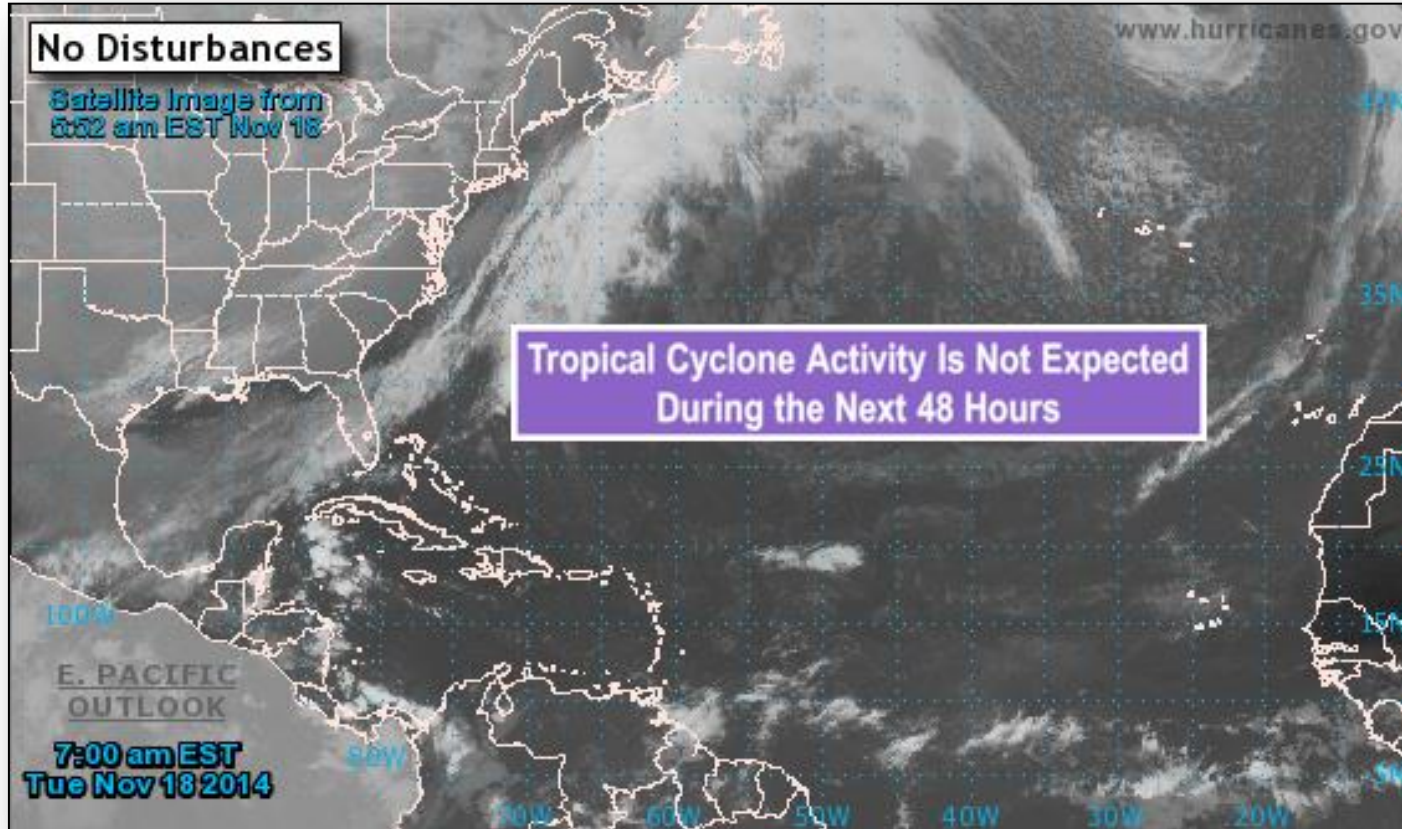 No Disturbances
www.hurricanes.gov
Satellite Image from
5:52 am EST Nov 18
35N
Tropical Cyclone Activity Is Not Expected
During the Next 48 Hours
25N
100W
15N
E. PACIFIC
OUTLOOK
7:00 am EST
Tue Nov 18 2014
80W
5N
70W 60W 50W 40W 30W 20W